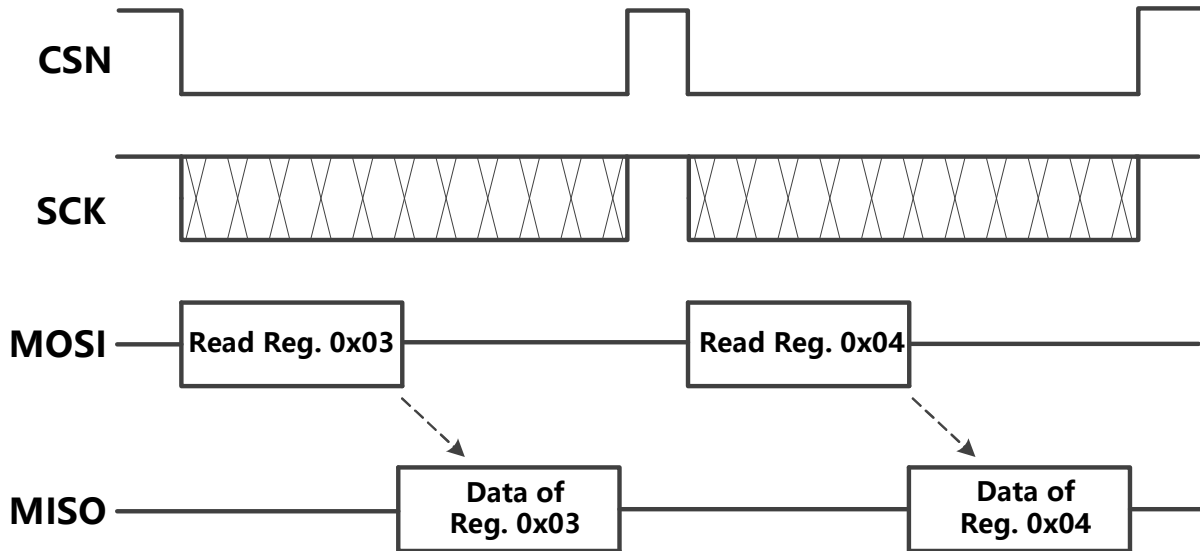 CSN
SCK
MOSI
Read Reg. 0x03
Read Reg. 0x04
MISO
Data of
Reg. 0x03
Data of
Reg. 0x04